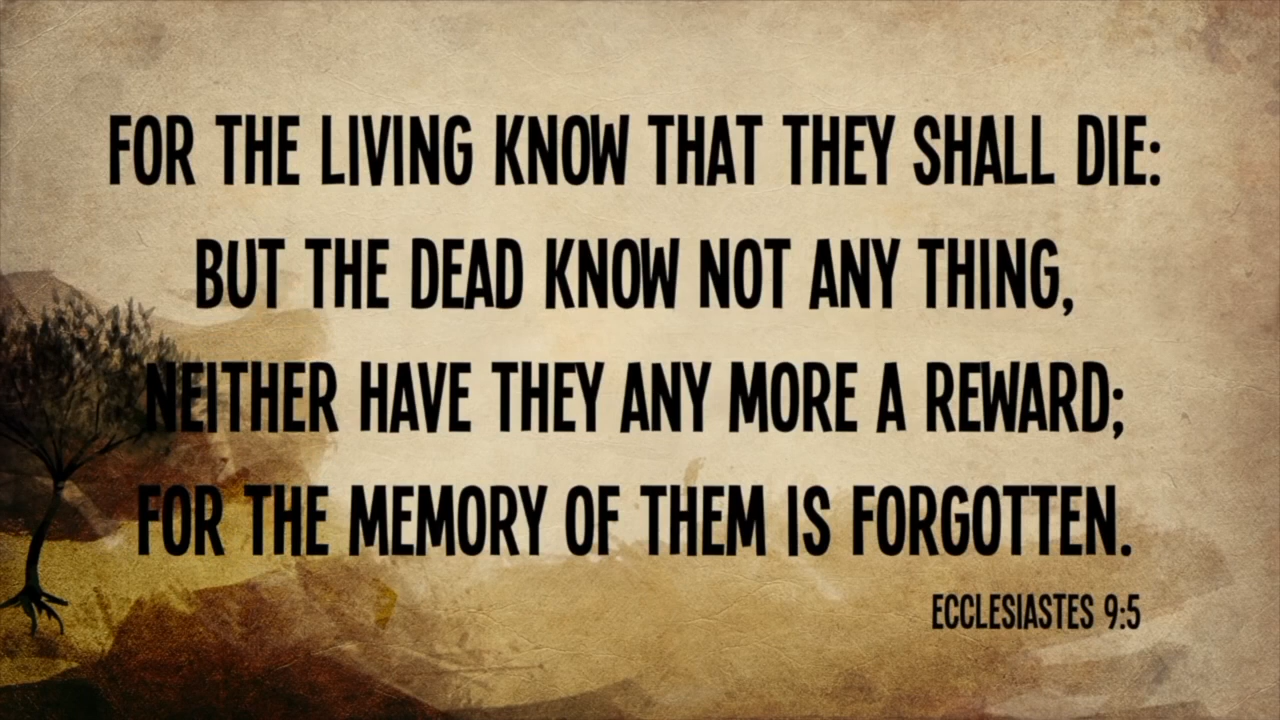 FOR THE LIVING KNOW THAT THEY SHALL DIE:
BUT THE DEAD KNOW NOT ANY THING,
NEITHER HAVE THEY ANY MORE A REWARD;
FOR THE MEMORY OF THEM IS FORGOTTEN.
ECCLESIASTES 9:5